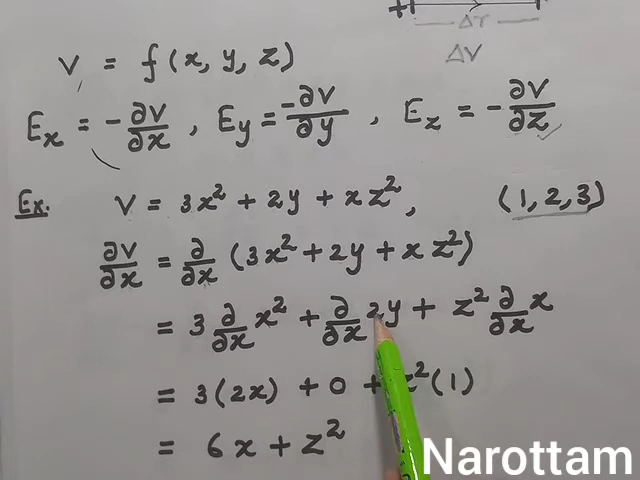 ΔT
ΔV
V = f(x, y, z)
Ex = -∂V/∂x , Ey = -∂V/∂y , Ez = -∂V/∂z
Ex. V = 3x² + 2y + xz², (1, 2, 3)
∂V/∂x = ∂/∂x (3x² + 2y + xz²)
= 3 ∂/∂x x² + ∂/∂x 2y + z² ∂/∂x x
= 3(2x) + 0 + z²(1)
= 6x + z²
Narottam